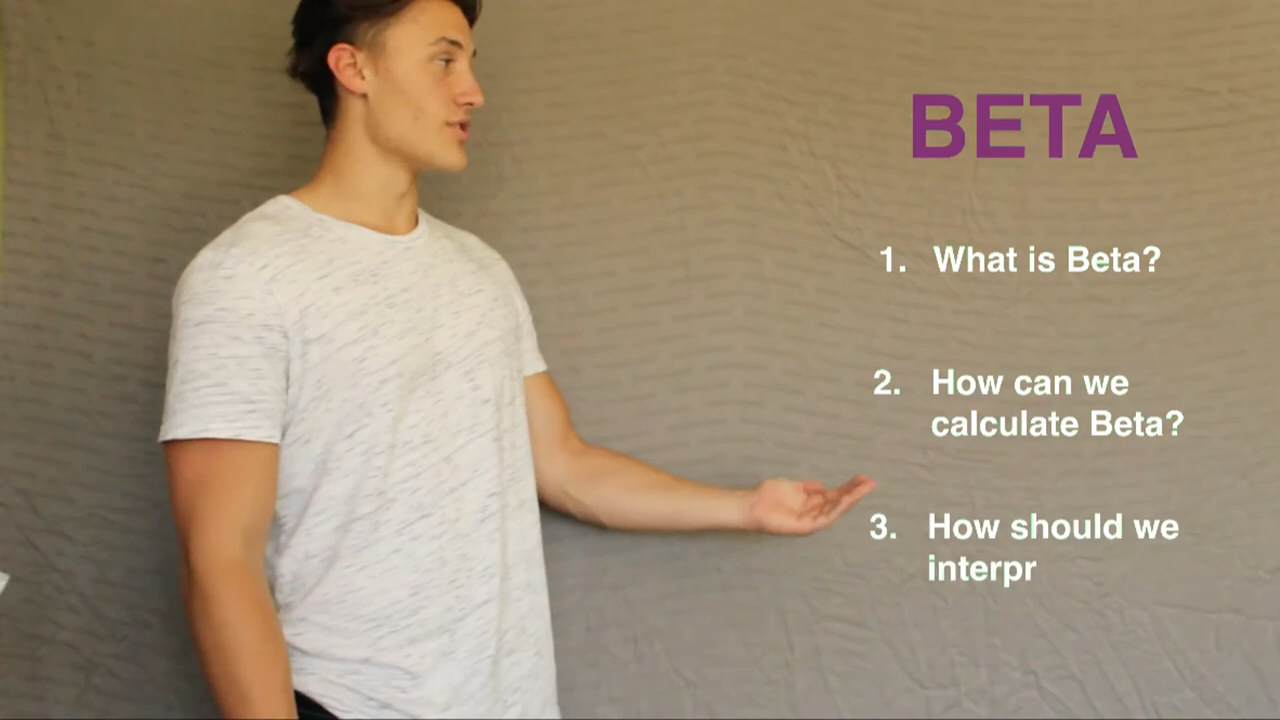 BETA
1. What is Beta?
2. How can we
calculate Beta?
3. How should we
interpr